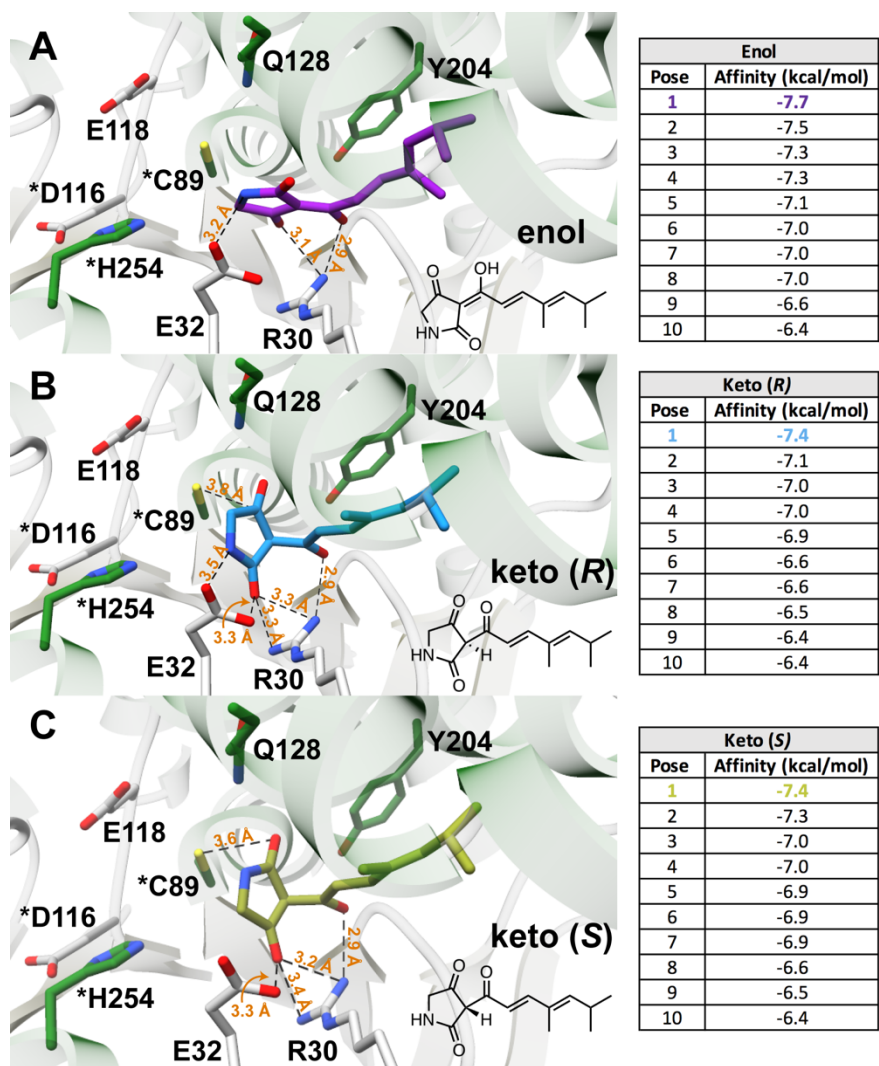 A
Q128
Y204
E118
*C89
*D116
3.2 Å
3.1 Å
2.9 Å
enol
*H254
OH
O
E32
R30
HN
O
Enol
Pose Affinity (kcal/mol)
1 -7.7
2 -7.5
3 -7.3
4 -7.3
5 -7.1
6 -7.0
7 -7.0
8 -7.0
9 -6.6
10 -6.4
B
Q128
Y204
E118
3.8 Å
*C89
*D116
3.5 Å
2.9 Å
keto (R)
*H254
3.3 Å
3.3 Å
3.3 Å
O
O
E32
R30
HN
H
O
Keto (R)
Pose Affinity (kcal/mol)
1 -7.4
2 -7.1
3 -7.0
4 -7.0
5 -6.9
6 -6.6
7 -6.6
8 -6.5
9 -6.4
10 -6.4
C
Q128
Y204
E118
3.6 Å
*C89
*D116
2.9 Å
keto (S)
3.2 Å
*H254
3.4 Å
3.3 Å
O
O
E32
R30
HN
H
O
Keto (S)
Pose Affinity (kcal/mol)
1 -7.4
2 -7.3
3 -7.0
4 -7.0
5 -6.9
6 -6.9
7 -6.9
8 -6.6
9 -6.5
10 -6.4